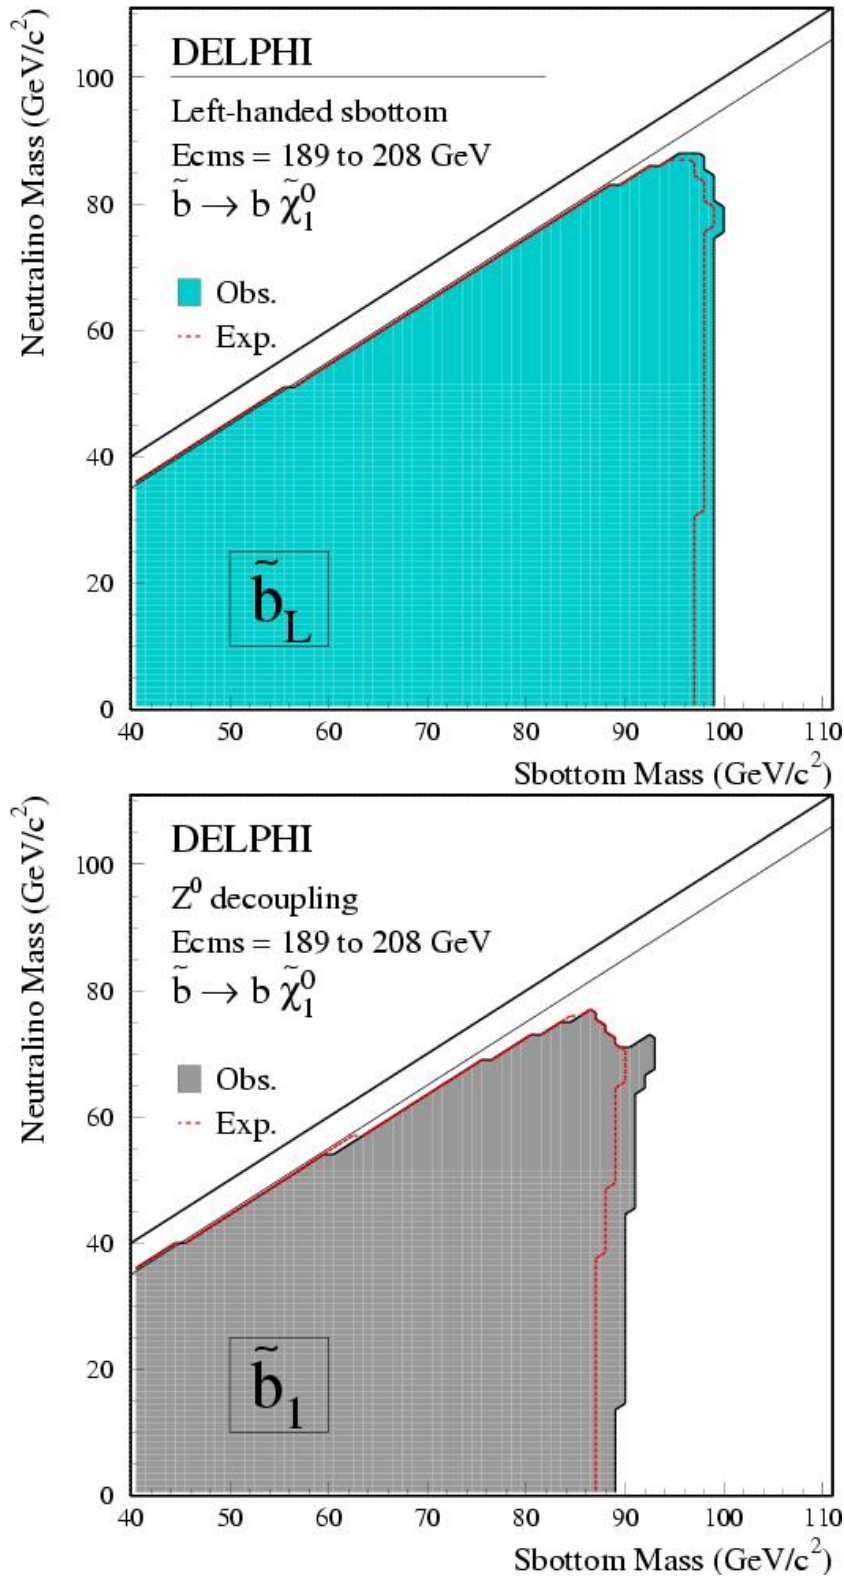 Neutralino Mass (GeV/c²)
DELPHI
Left-handed sbottom
Ecms = 189 to 208 GeV
b̃ → b χ̃₁⁰
Obs.
Exp.
b̃_L
100
80
60
40
20
0
40 50 60 70 80 90 100 110
Sbottom Mass (GeV/c²)
Neutralino Mass (GeV/c²)
DELPHI
Z⁰ decoupling
Ecms = 189 to 208 GeV
b̃ → b χ̃₁⁰
Obs.
Exp.
b̃₁
100
80
60
40
20
0
40 50 60 70 80 90 100 110
Sbottom Mass (GeV/c²)